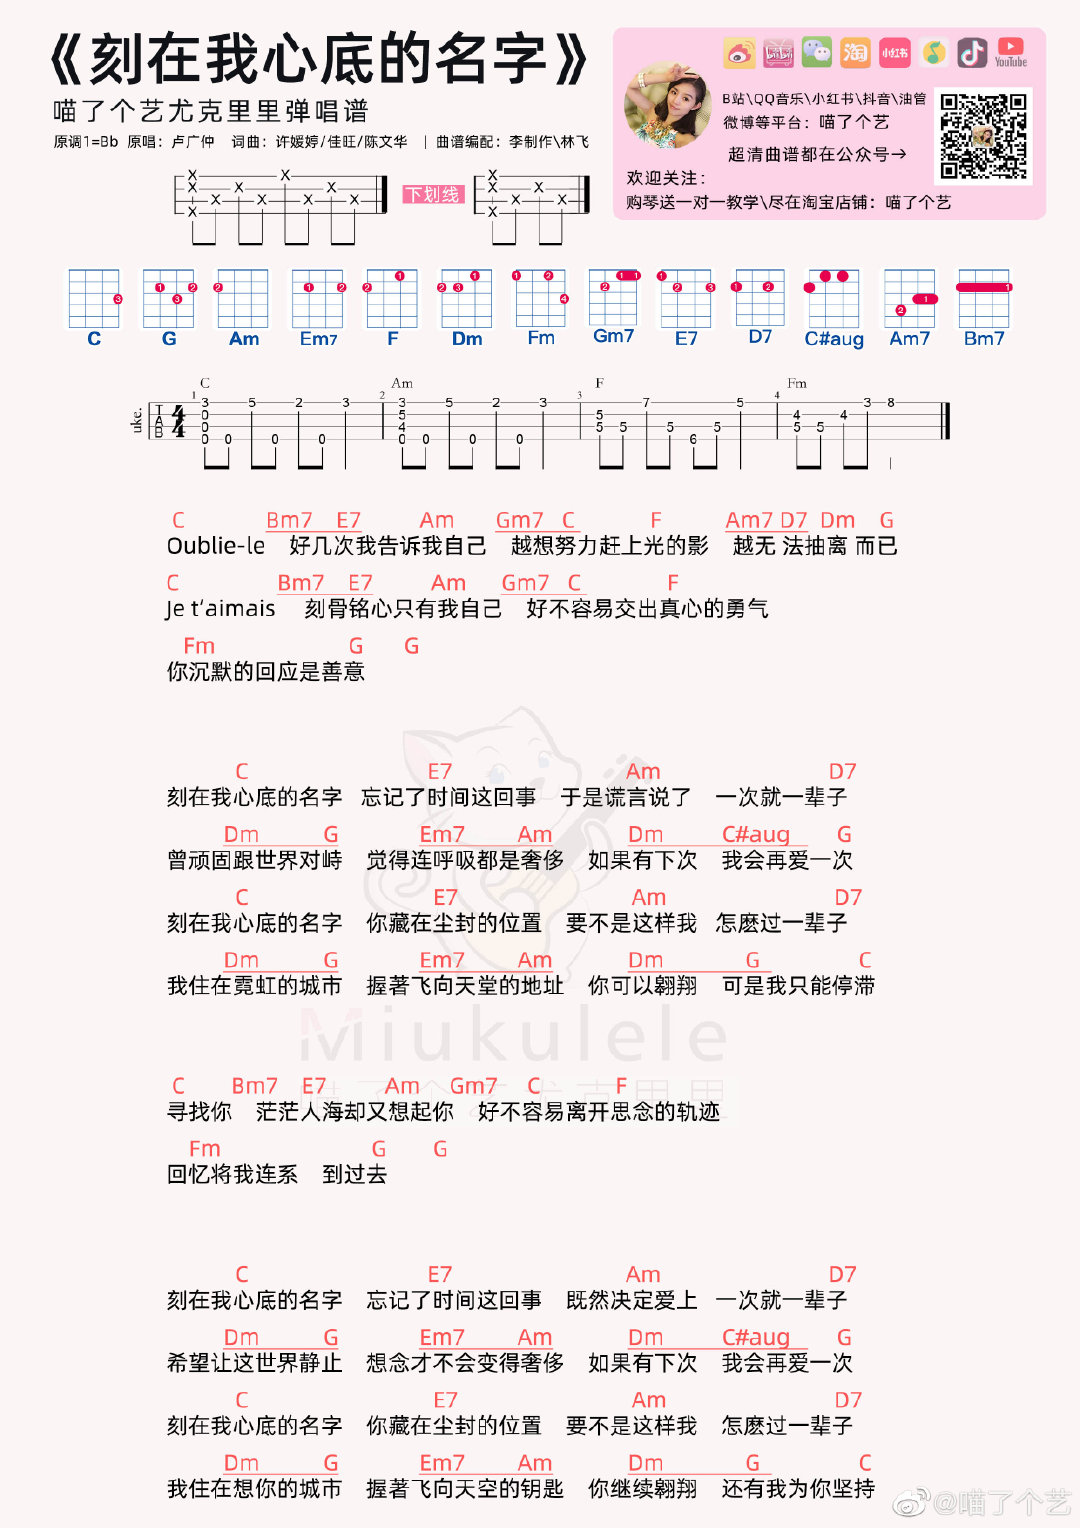 《刻在我心底的名字》
喵了个艺尤克里里弹唱谱
原调1=Bb 原唱：卢广仲 词曲：许媛婷/佳旺/陈文华 | 曲谱编配：李制作\林飞
小红书
YouTube
B站\QQ音乐\小红书\抖音\油管
微博等平台：喵了个艺
超清曲谱都在公众号→
欢迎关注：
购琴送一对一教学\尽在淘宝店铺：喵了个艺
下划线
C G Am Em7 F Dm Fm Gm7 E7 D7 C#aug Am7 Bm7
C Am F Fm
uke.
C Bm7 E7 Am Gm7 C F Am7 D7 Dm G
Oublie-le 好几次我告诉我自己 越想努力赶上光的影 越无 法抽离 而已
C Bm7 E7 Am Gm7 C F
Je t'aimais 刻骨铭心只有我自己 好不容易交出真心的勇气
Fm G G
你沉默的回应是善意
C E7 Am D7
刻在我心底的名字 忘记了时间这回事 于是谎言说了 一次就一辈子
Dm G Em7 Am Dm C#aug G
曾顽固跟世界对峙 觉得连呼吸都是奢侈 如果有下次 我会再爱一次
C E7 Am D7
刻在我心底的名字 你藏在尘封的位置 要不是这样我 怎麽过一辈子
Dm G Em7 Am Dm G C
我住在霓虹的城市 握著飞向天堂的地址 你可以翱翔 可是我只能停滞
Miukulele
喵了个艺尤克里里
C Bm7 E7 Am Gm7 C F
寻找你 茫茫人海却又想起你 好不容易离开思念的轨迹
Fm G G
回忆将我连系 到过去
C E7 Am D7
刻在我心底的名字 忘记了时间这回事 既然决定爱上 一次就一辈子
Dm G Em7 Am Dm C#aug G
希望让这世界静止 想念才不会变得奢侈 如果有下次 我会再爱一次
C E7 Am D7
刻在我心底的名字 你藏在尘封的位置 要不是这样我 怎麽过一辈子
Dm G Em7 Am Dm G C
我住在想你的城市 握著飞向天空的钥匙 你继续翱翔 还有我为你坚持
@喵了个艺